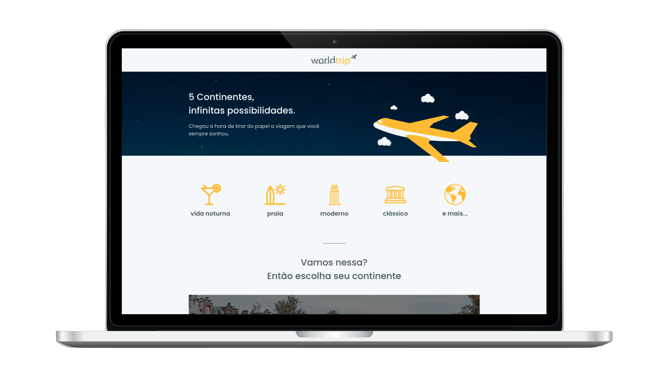 worldtrip
5 Continentes,
infinitas possibilidades.
Chegou a hora de tirar do papel a viagem que você
sempre sonhou.
vida noturna
praia
moderno
clássico
e mais...
Vamos nessa?
Então escolha seu continente